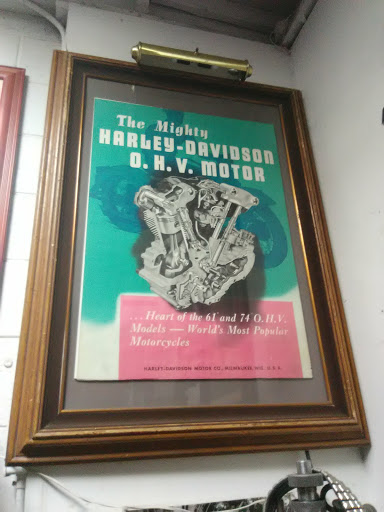 The Mighty
HARLEY-DAVIDSON
O. H. V. MOTOR
...Heart of the 61 and 74 O.H.V.
Models — World's Most Popular
Motorcycles
HARLEY-DAVIDSON MOTOR CO., MILWAUKEE, WIS., U. S. A.